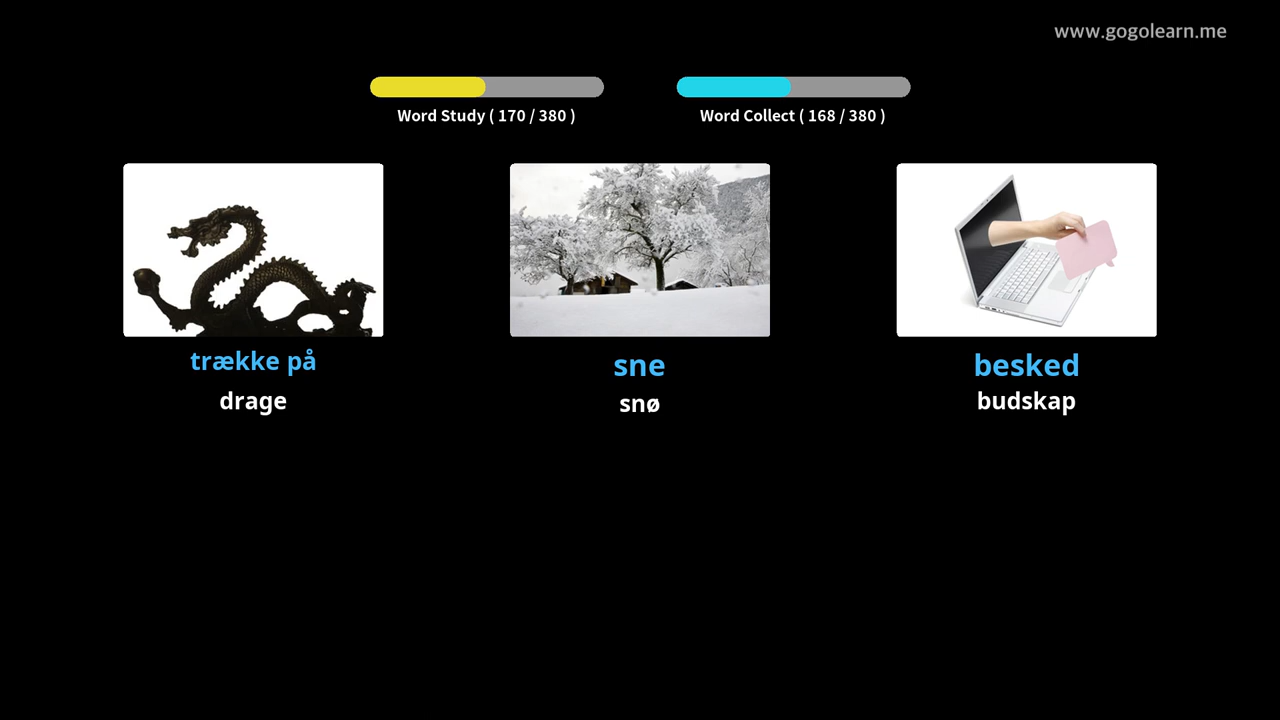 www.gogolearn.me
Word Study ( 170 / 380 )
Word Collect ( 168 / 380 )
trække på
drage
sne
snø
besked
budskap